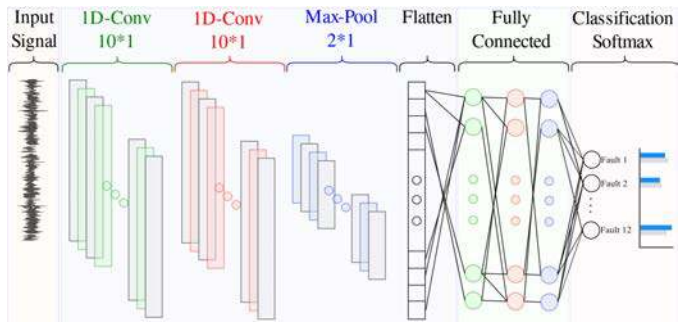 Input
Signal
1D-Conv
10*1
1D-Conv
10*1
Max-Pool
2*1
Flatten
Fully
Connected
Classification
Softmax
Fault 1
Fault 2
Fault 12